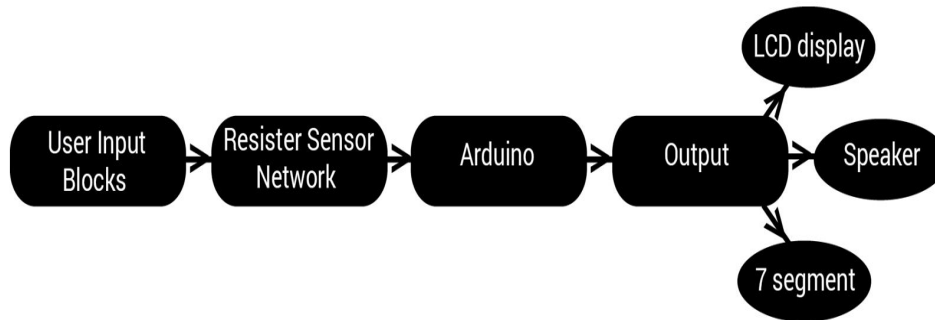 User Input
Blocks
Resister Sensor
Network
Arduino
Output
LCD display
Speaker
7 segment